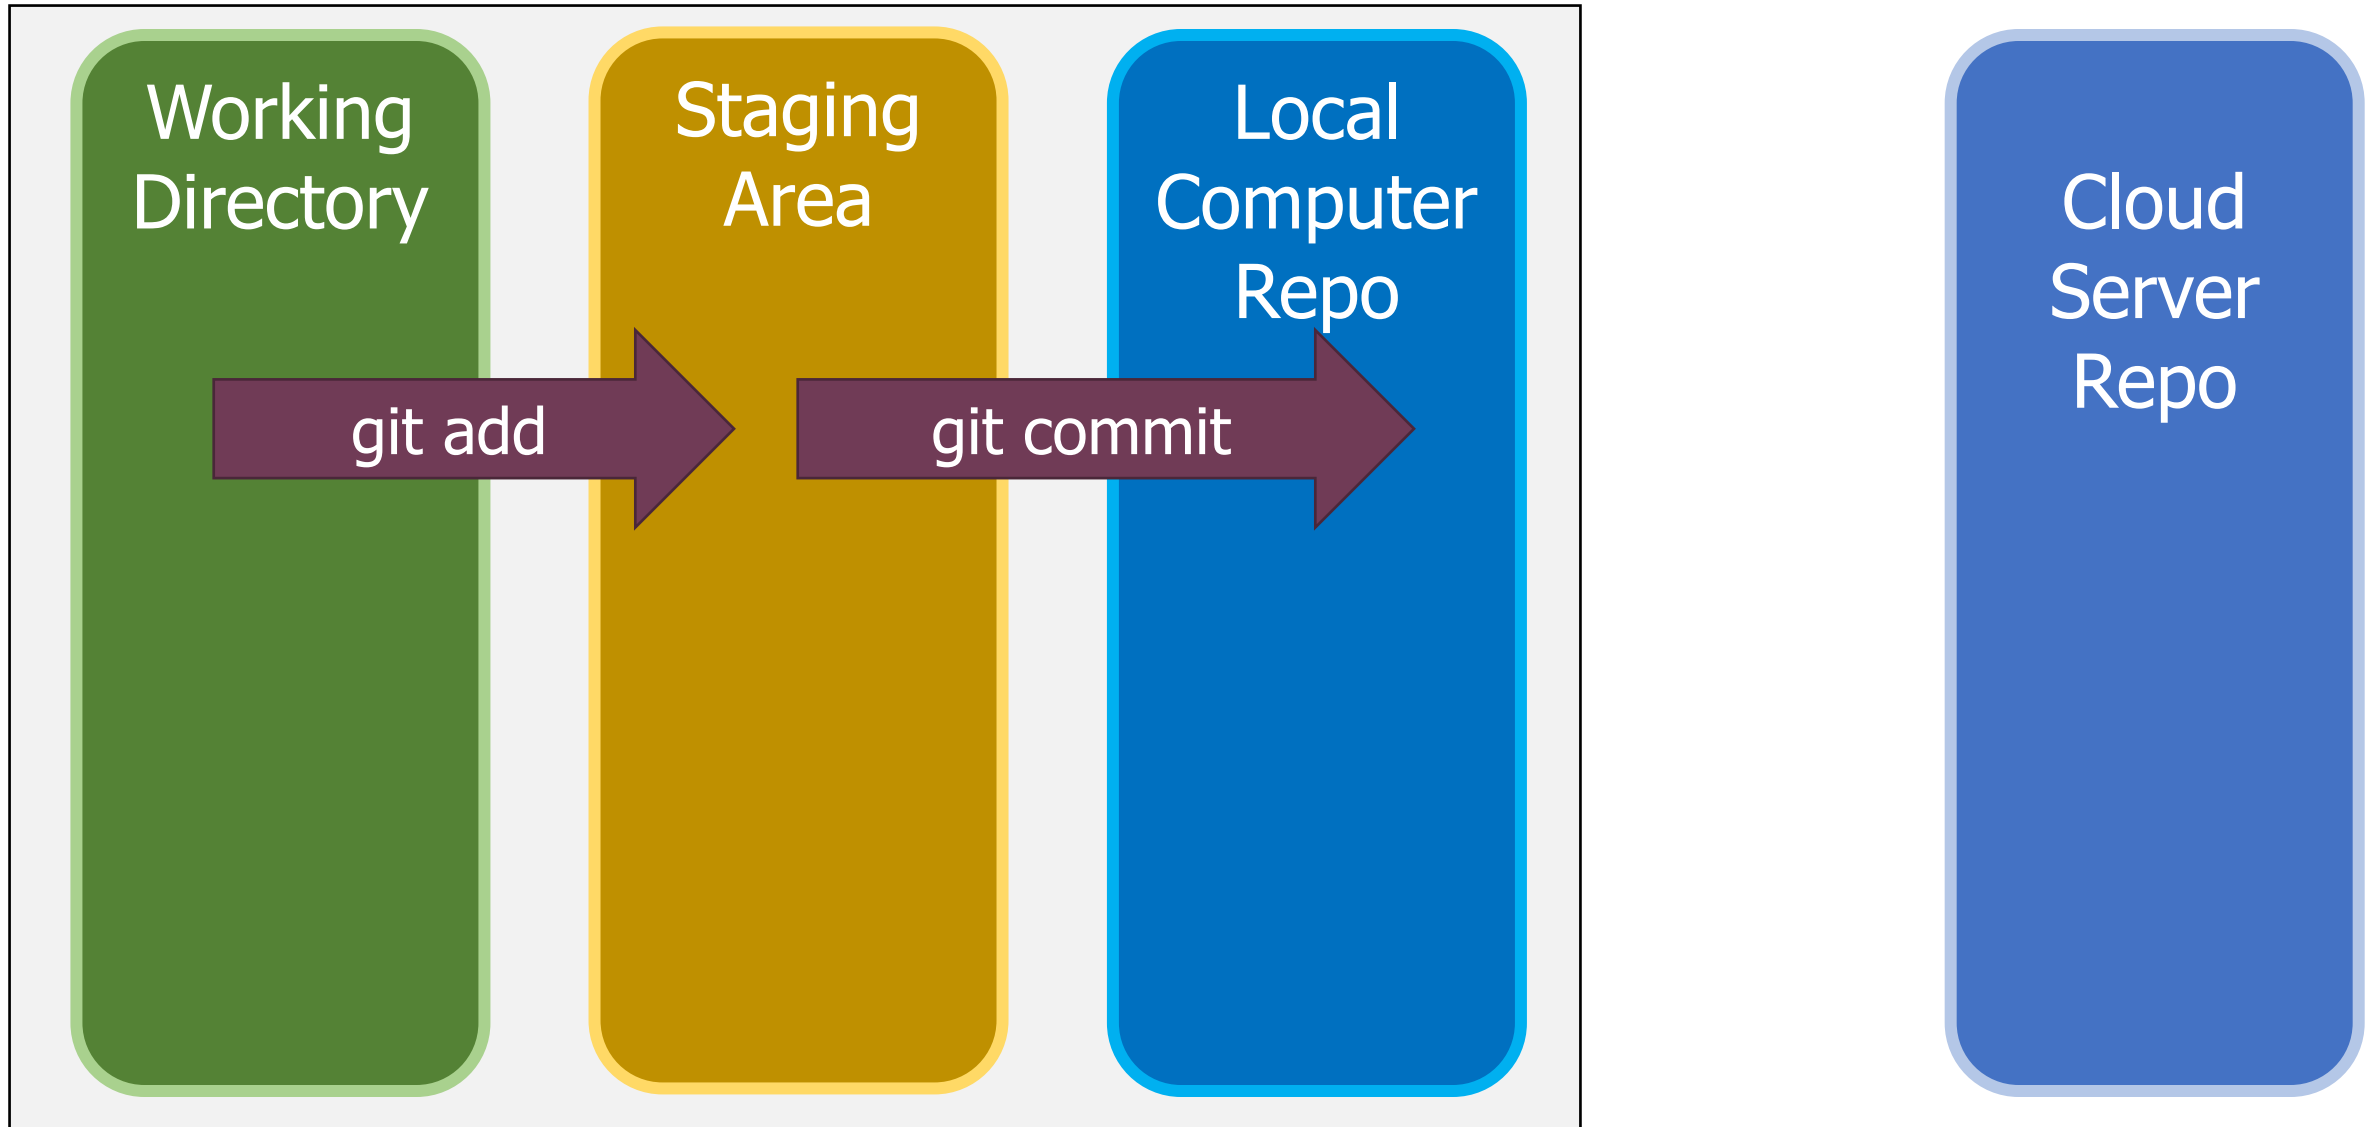 Working
Directory
Staging
Area
Local
Computer
Repo
Cloud
Server
Repo
git add
git commit